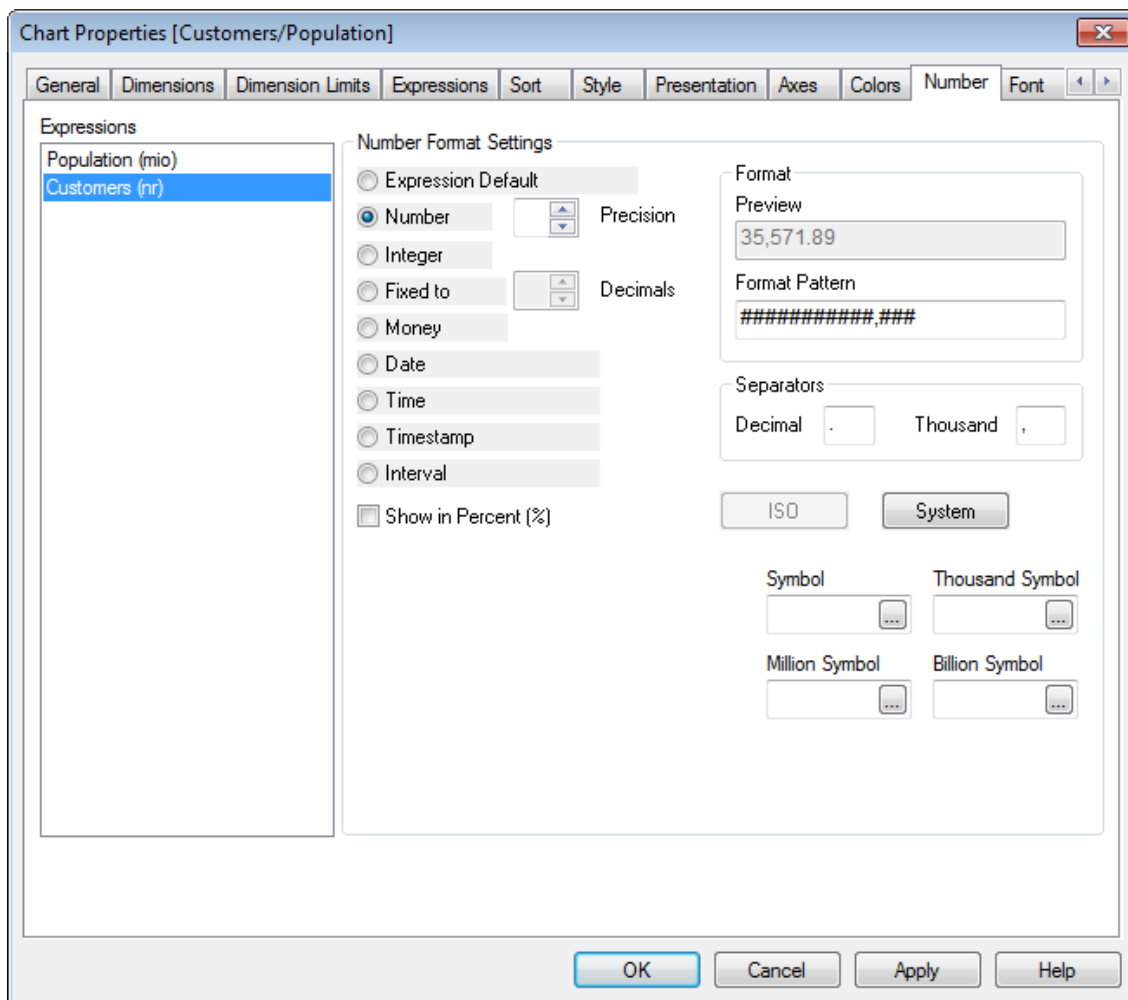 Chart Properties [Customers/Population]
General Dimensions Dimension Limits Expressions Sort Style Presentation Axes Colors Number Font
Expressions
Population (mio)
Customers (nr)
Number Format Settings
Expression Default
Number Precision
Integer
Fixed to Decimals
Money
Date
Time
Timestamp
Interval
Show in Percent (%)
Format
Preview
35,571.89
Format Pattern
###########,###
Separators
Decimal . Thousand ,
ISO System
Symbol Thousand Symbol
... ...
Million Symbol Billion Symbol
... ...
OK Cancel Apply Help